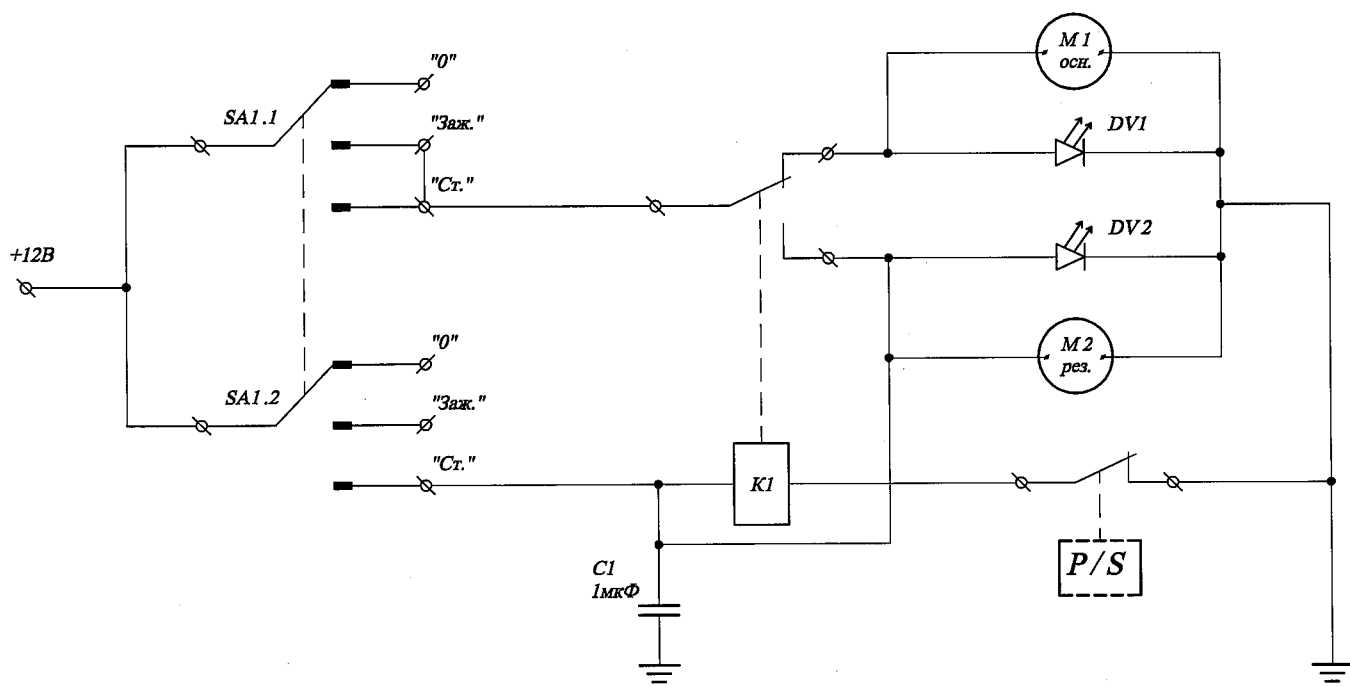 М1
осн.
"0"
SA1.1
"Заж."
DV1
"Ст."
DV2
+12В
"0"
М2
рез.
SA1.2
"Заж."
"Ст."
К1
С1
1мкФ
P/S